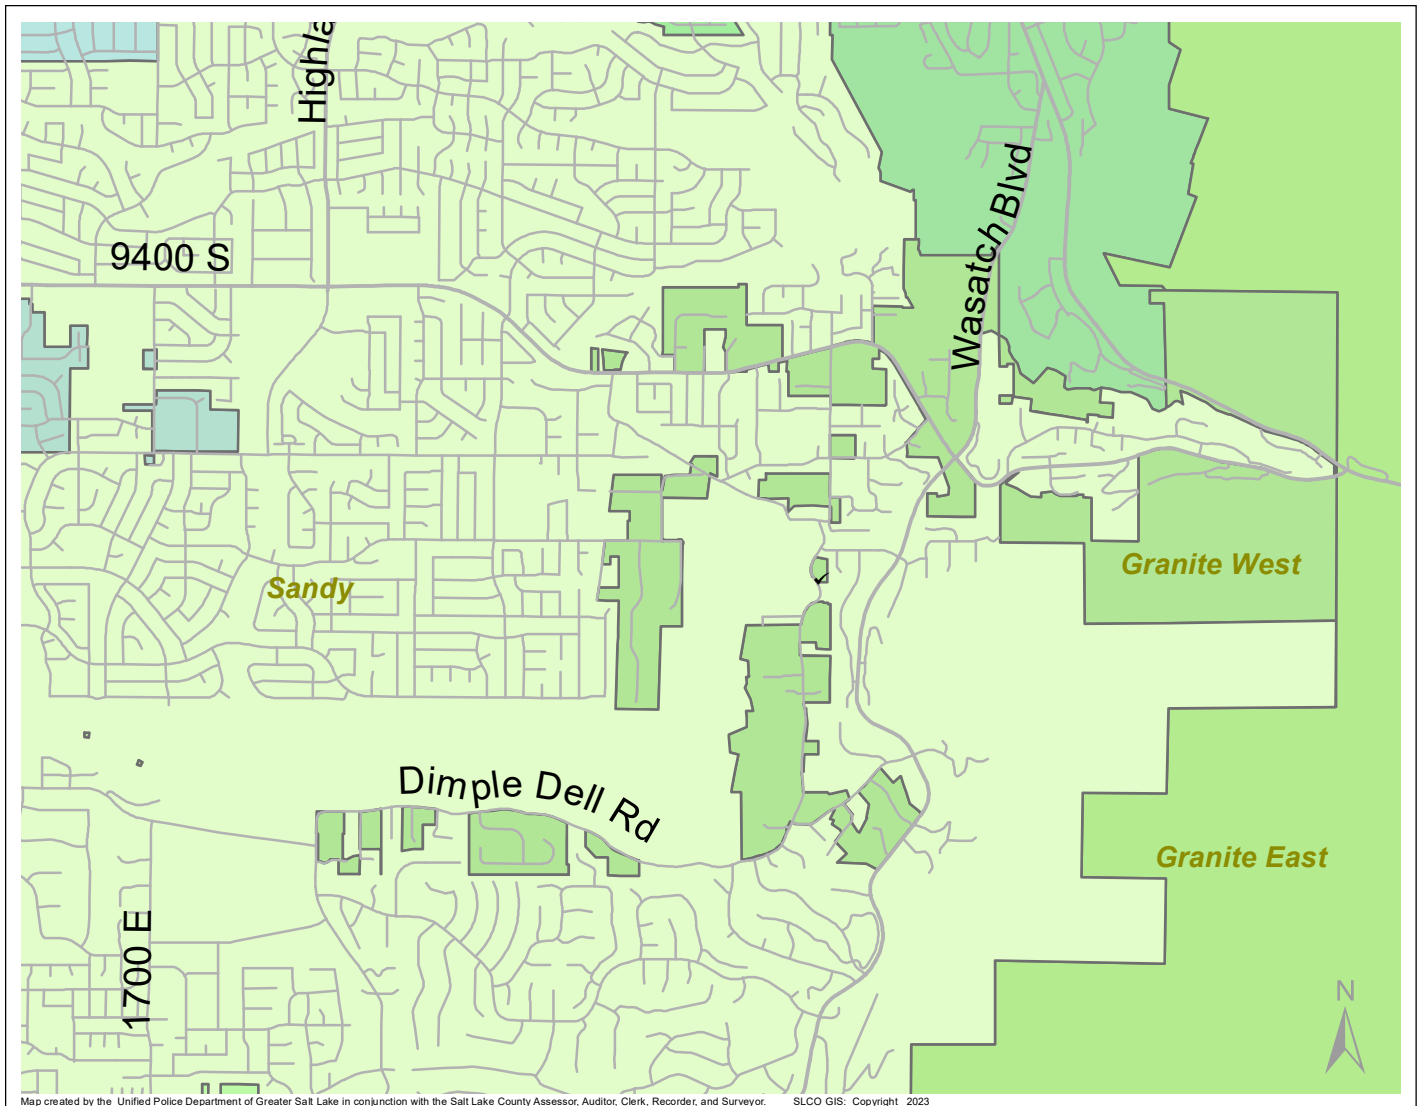 Highla
Wasatch Blvd
9400 S
Granite West
Sandy
Dimple Dell Rd
Granite East
1700 E
N
Map created by the Unified Police Department of Greater Salt Lake in conjunction with the Salt Lake County Assessor, Auditor, Clerk, Recorder, and Surveyor. SLCO GIS: Copyright 2023